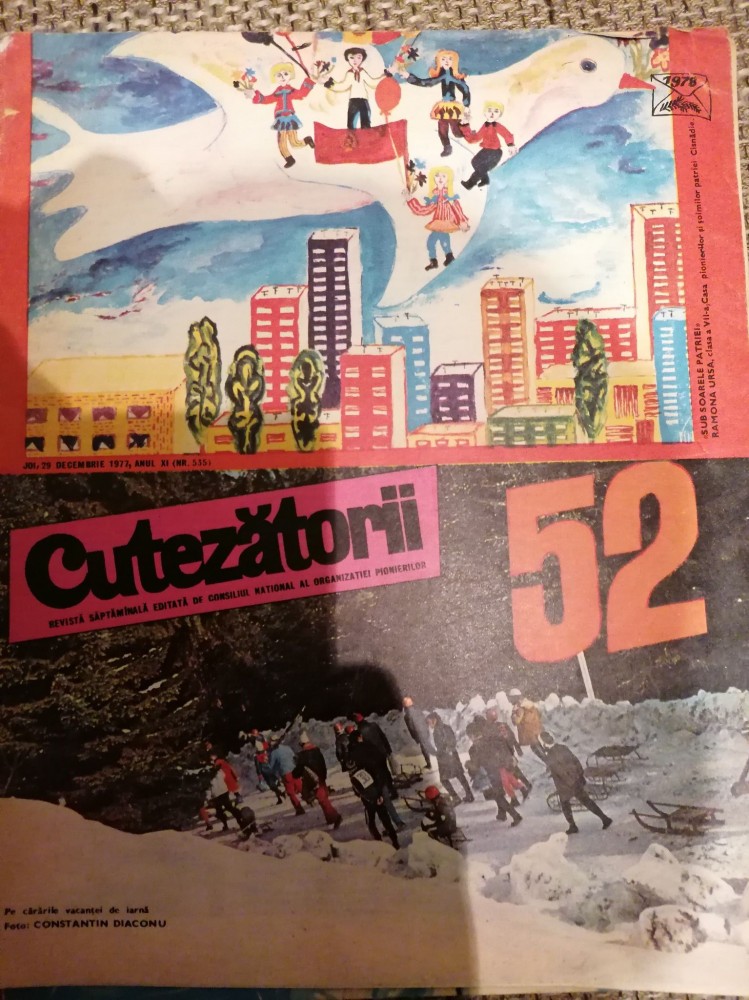 1978
«SUB SOARELE PATRIEI»
RAMONA URSA, clasa a VII-a, Casa pionierilor și șoimilor patriei Cisnădie.
JOI, 29 DECEMBRIE 1977, ANUL XI (NR. 535)
Cutezătorii
52
REVISTĂ SĂPTĂMÎNALĂ EDITATĂ DE CONSILIUL NAȚIONAL AL ORGANIZAȚIEI PIONIERILOR
Pe cărările vacanței de iarnă
Foto: CONSTANTIN DIACONU